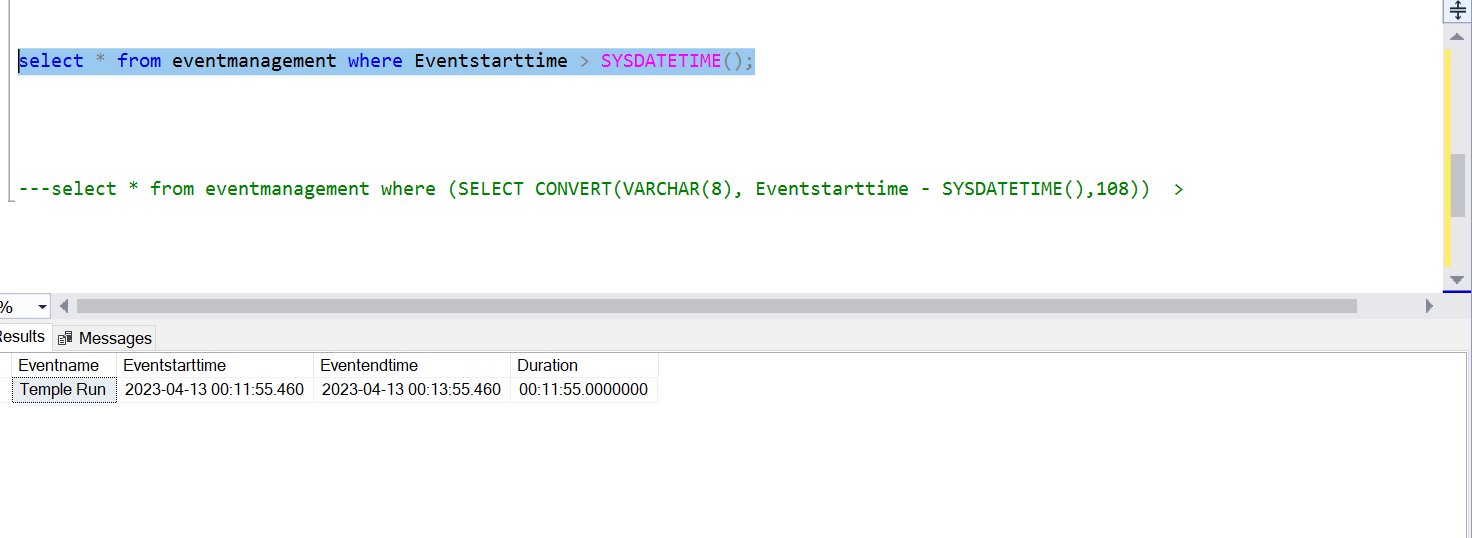 select * from eventmanagement where Eventstarttime > SYSDATETIME();
---select * from eventmanagement where (SELECT CONVERT(VARCHAR(8), Eventstarttime - SYSDATETIME(),108))  >
%
Results Messages
Eventname Eventstarttime Eventendtime Duration
Temple Run 2023-04-13 00:11:55.460 2023-04-13 00:13:55.460 00:11:55.0000000